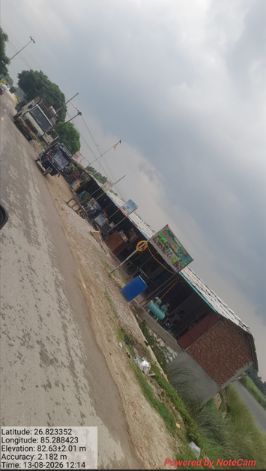 Latitude: 26.823352
Longitude: 85.288423
Elevation: 82.63±2.01 m
Accuracy: 2.182 m
Time: 13-08-2026 12:14
Powered by NoteCam